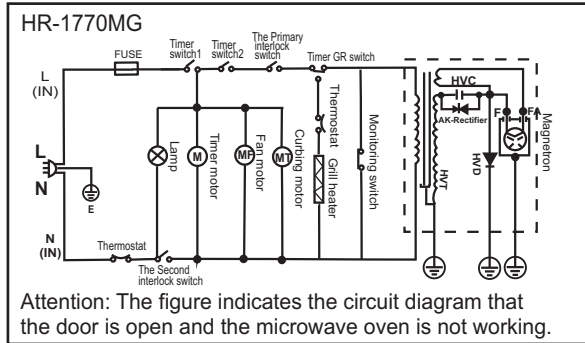 HR-1770MG
L
(IN)
FUSE
Timer
switch1
Timer
switch2
The Primary
interlock
switch
Timer GR switch
Thermostat
Grill heater
Monitoring switch
HVC
AK-Rectifier
F
FA
Magnetron
HVD
HVT
L
N
E
Lamp
M
Timer motor
MF
Fan motor
MT
Curbing motor
N
(IN)
Thermostat
The Second
interlock switch
Attention: The figure indicates the circuit diagram that
the door is open and the microwave oven is not working.